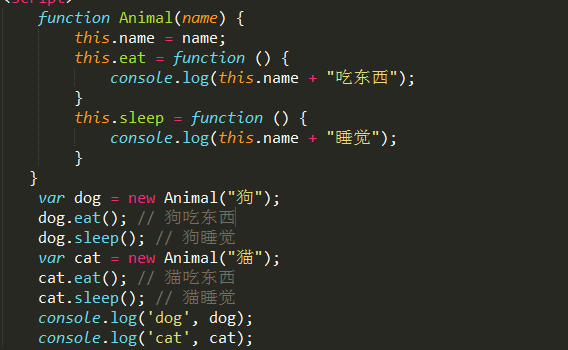 <script>
function Animal(name) {
this.name = name;
this.eat = function () {
console.log(this.name + "吃东西");
}
this.sleep = function () {
console.log(this.name + "睡觉");
}
}
var dog = new Animal("狗");
dog.eat(); // 狗吃东西
dog.sleep(); // 狗睡觉
var cat = new Animal("猫");
cat.eat(); // 猫吃东西
cat.sleep(); // 猫睡觉
console.log('dog', dog);
console.log('cat', cat);